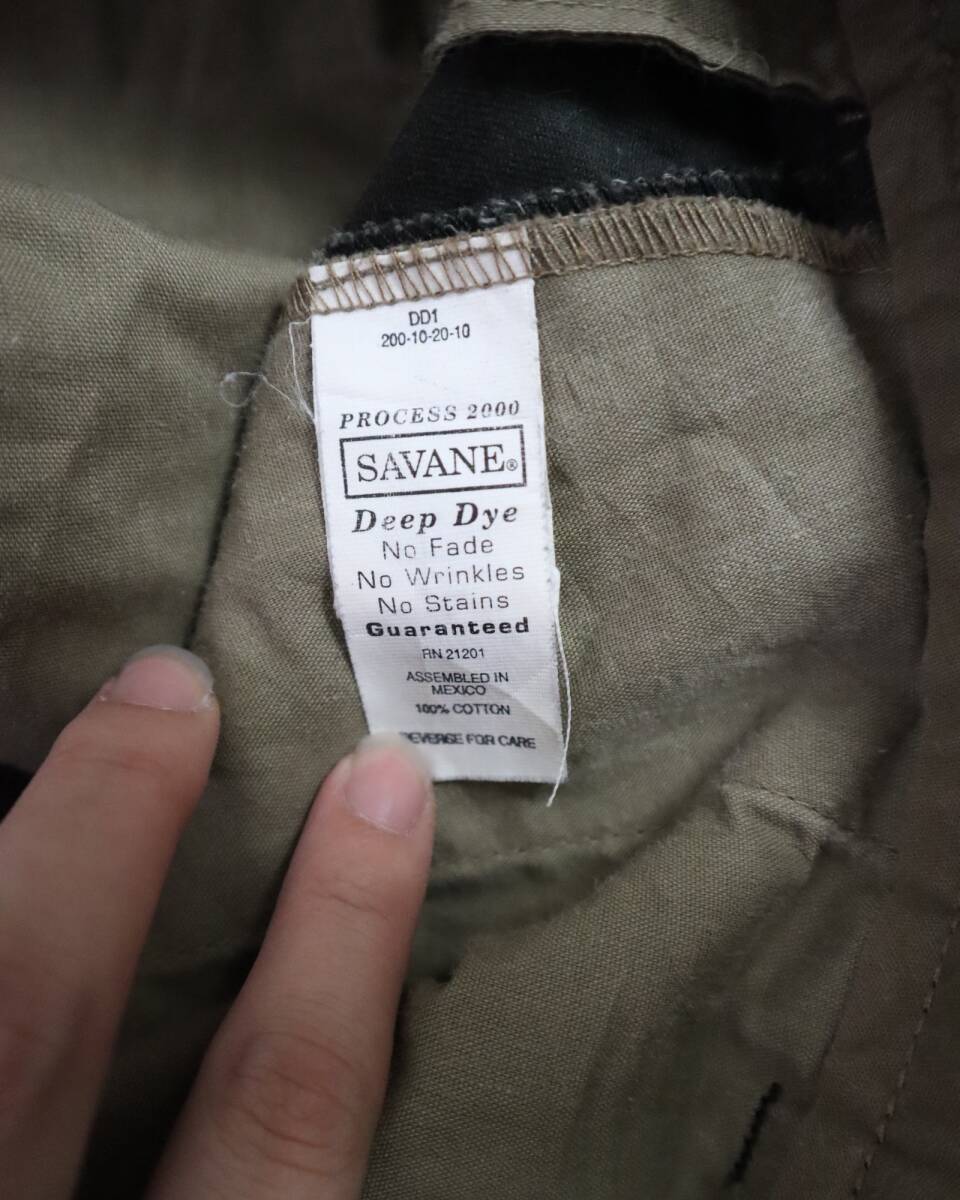 DD1
200-10-20-10
PROCESS 2000
SAVANE®
Deep Dye
No Fade
No Wrinkles
No Stains
Guaranteed
RN 21201
ASSEMBLED IN
MEXICO
100% COTTON
REVERSE FOR CARE